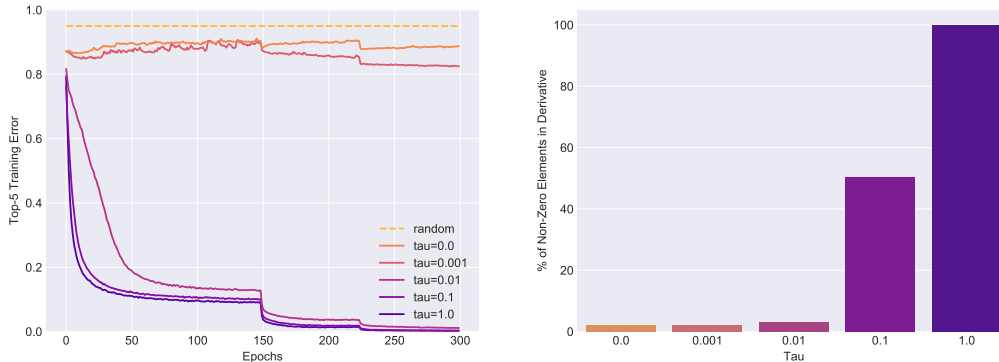 1.0
0.8
0.6
0.4
0.2
0.0
Top-5 Training Error
0 50 100 150 200 250 300
Epochs
random
tau=0.0
tau=0.001
tau=0.01
tau=0.1
tau=1.0
100
80
60
40
20
0
% of Non-Zero Elements in Derivative
0.0 0.001 0.01 0.1 1.0
Tau